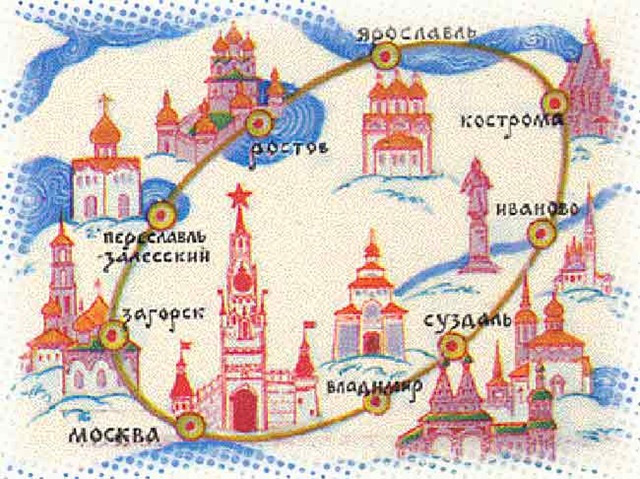 Ярославль
Кострома
Ростов
Иваново
Переславль
-Залесский
Загорск
Суздаль
Владимир
Москва